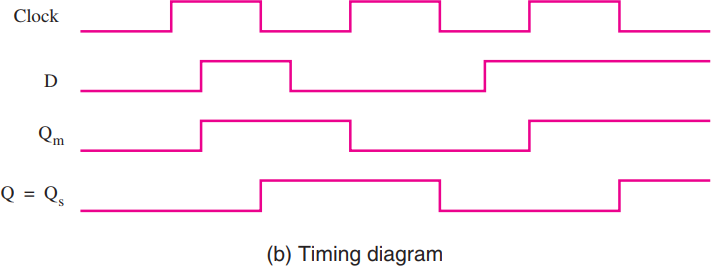 Clock
D
Qm
Q = Qs
(b) Timing diagram